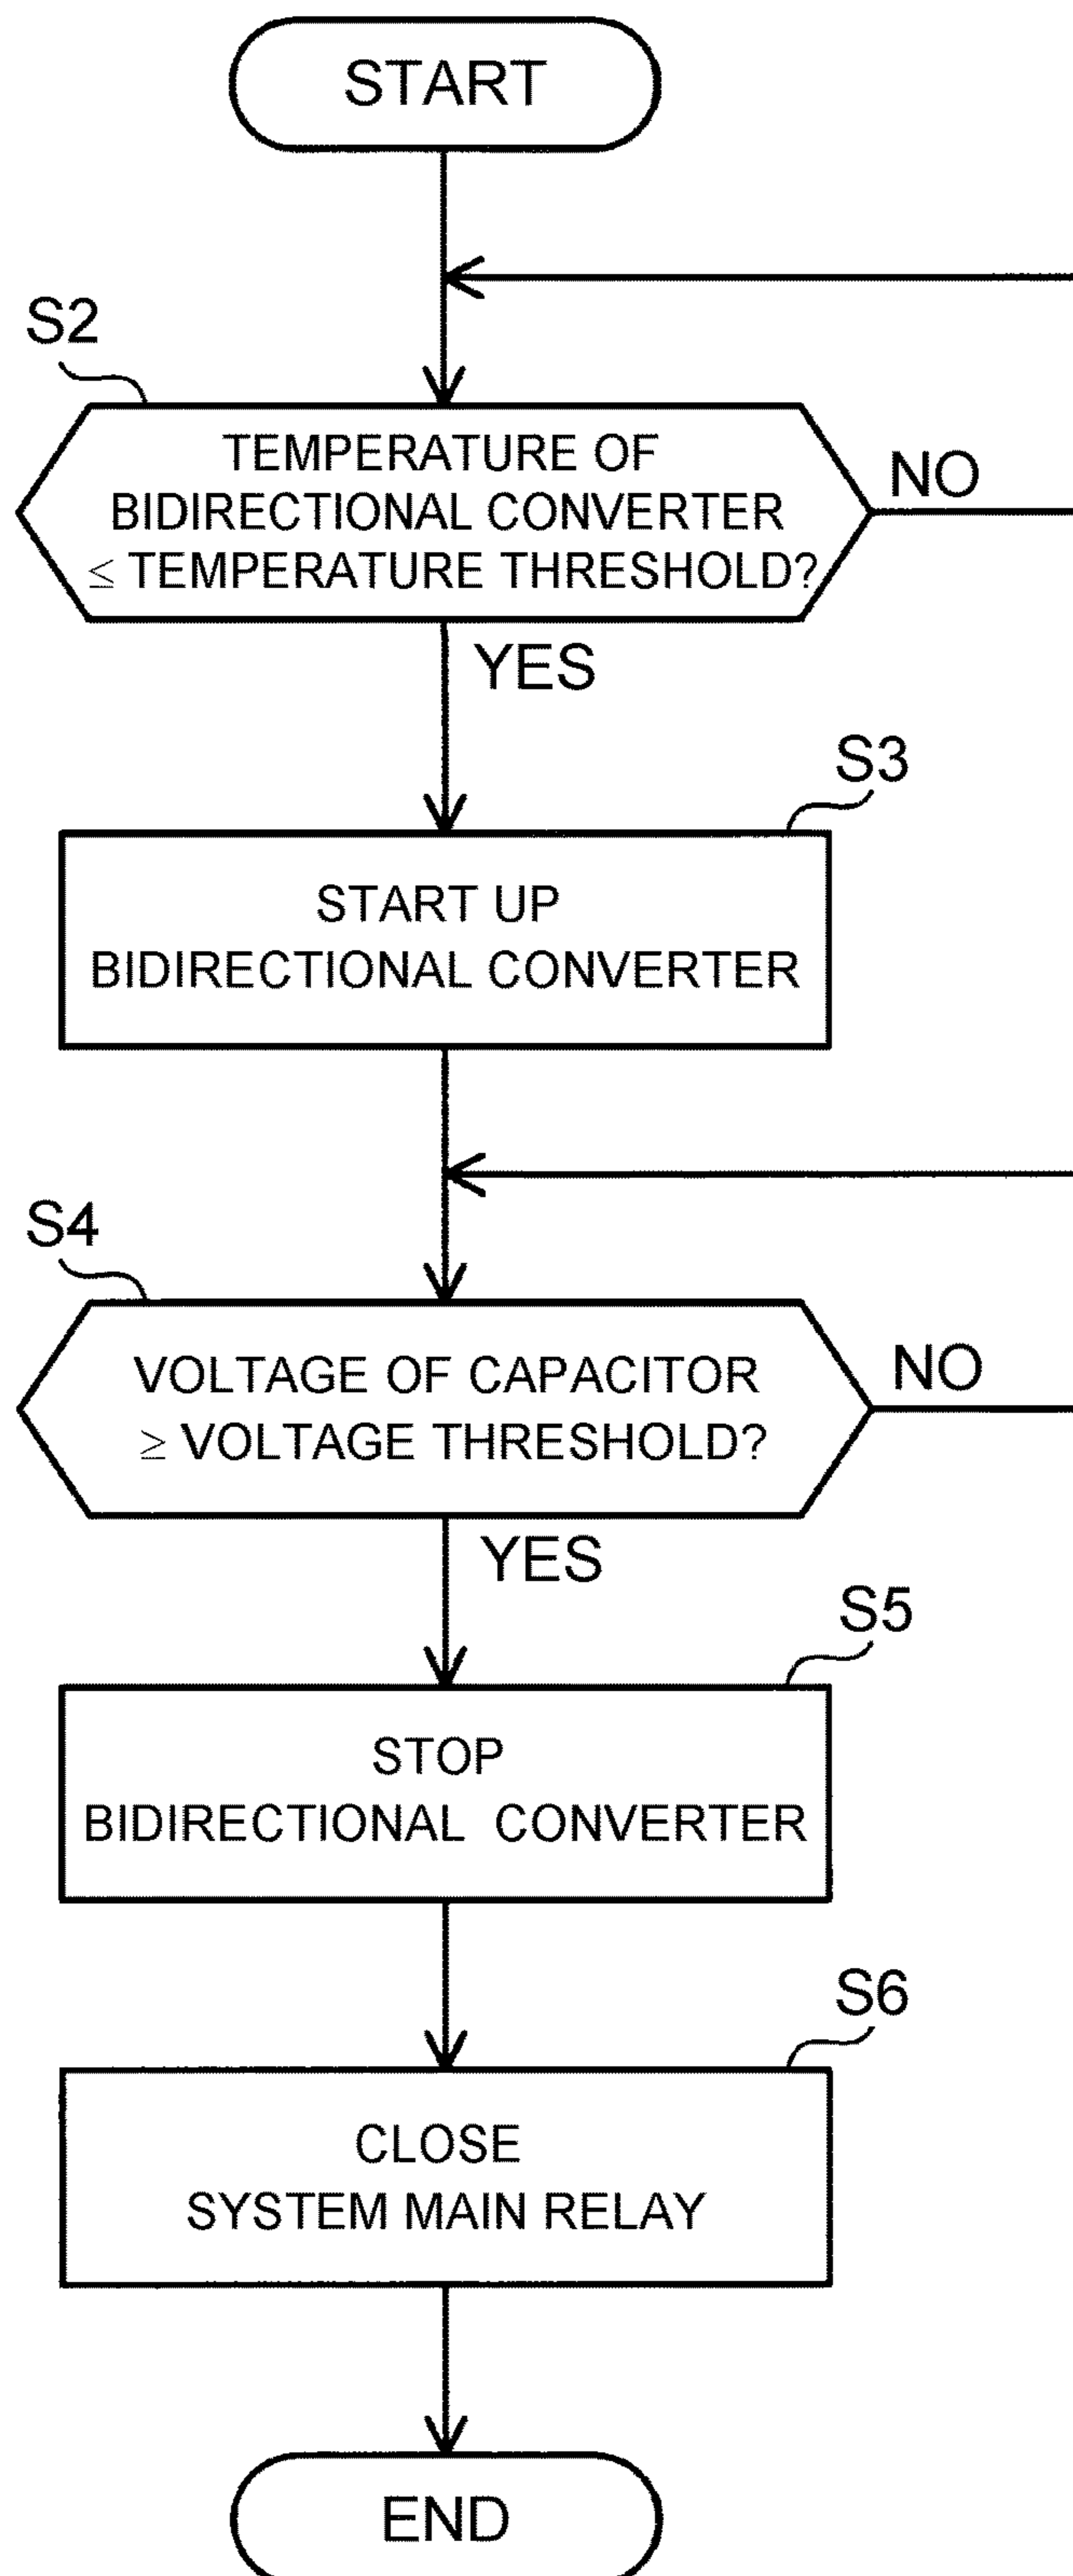 START
S2
TEMPERATURE OF
BIDIRECTIONAL CONVERTER
≤ TEMPERATURE THRESHOLD?
NO
YES
S3
START UP
BIDIRECTIONAL CONVERTER
S4
VOLTAGE OF CAPACITOR
≥ VOLTAGE THRESHOLD?
NO
YES
S5
STOP
BIDIRECTIONAL CONVERTER
S6
CLOSE
SYSTEM MAIN RELAY
END